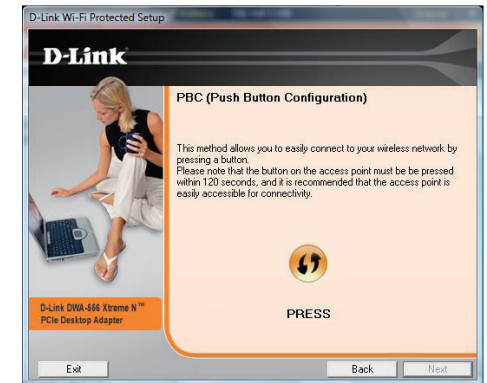 D-Link Wi-Fi Protected Setup
D-Link
PBC (Push Button Configuration)
This method allows you to easily connect to your wireless network by
pressing a button.
Please note that the button on the access point must be be pressed
within 120 seconds, and it is recommended that the access point is
easily accessible for connectivity.
PRESS
D-Link DWA-566 Xtreme N™
PCIe Desktop Adapter
Exit
Back
Next